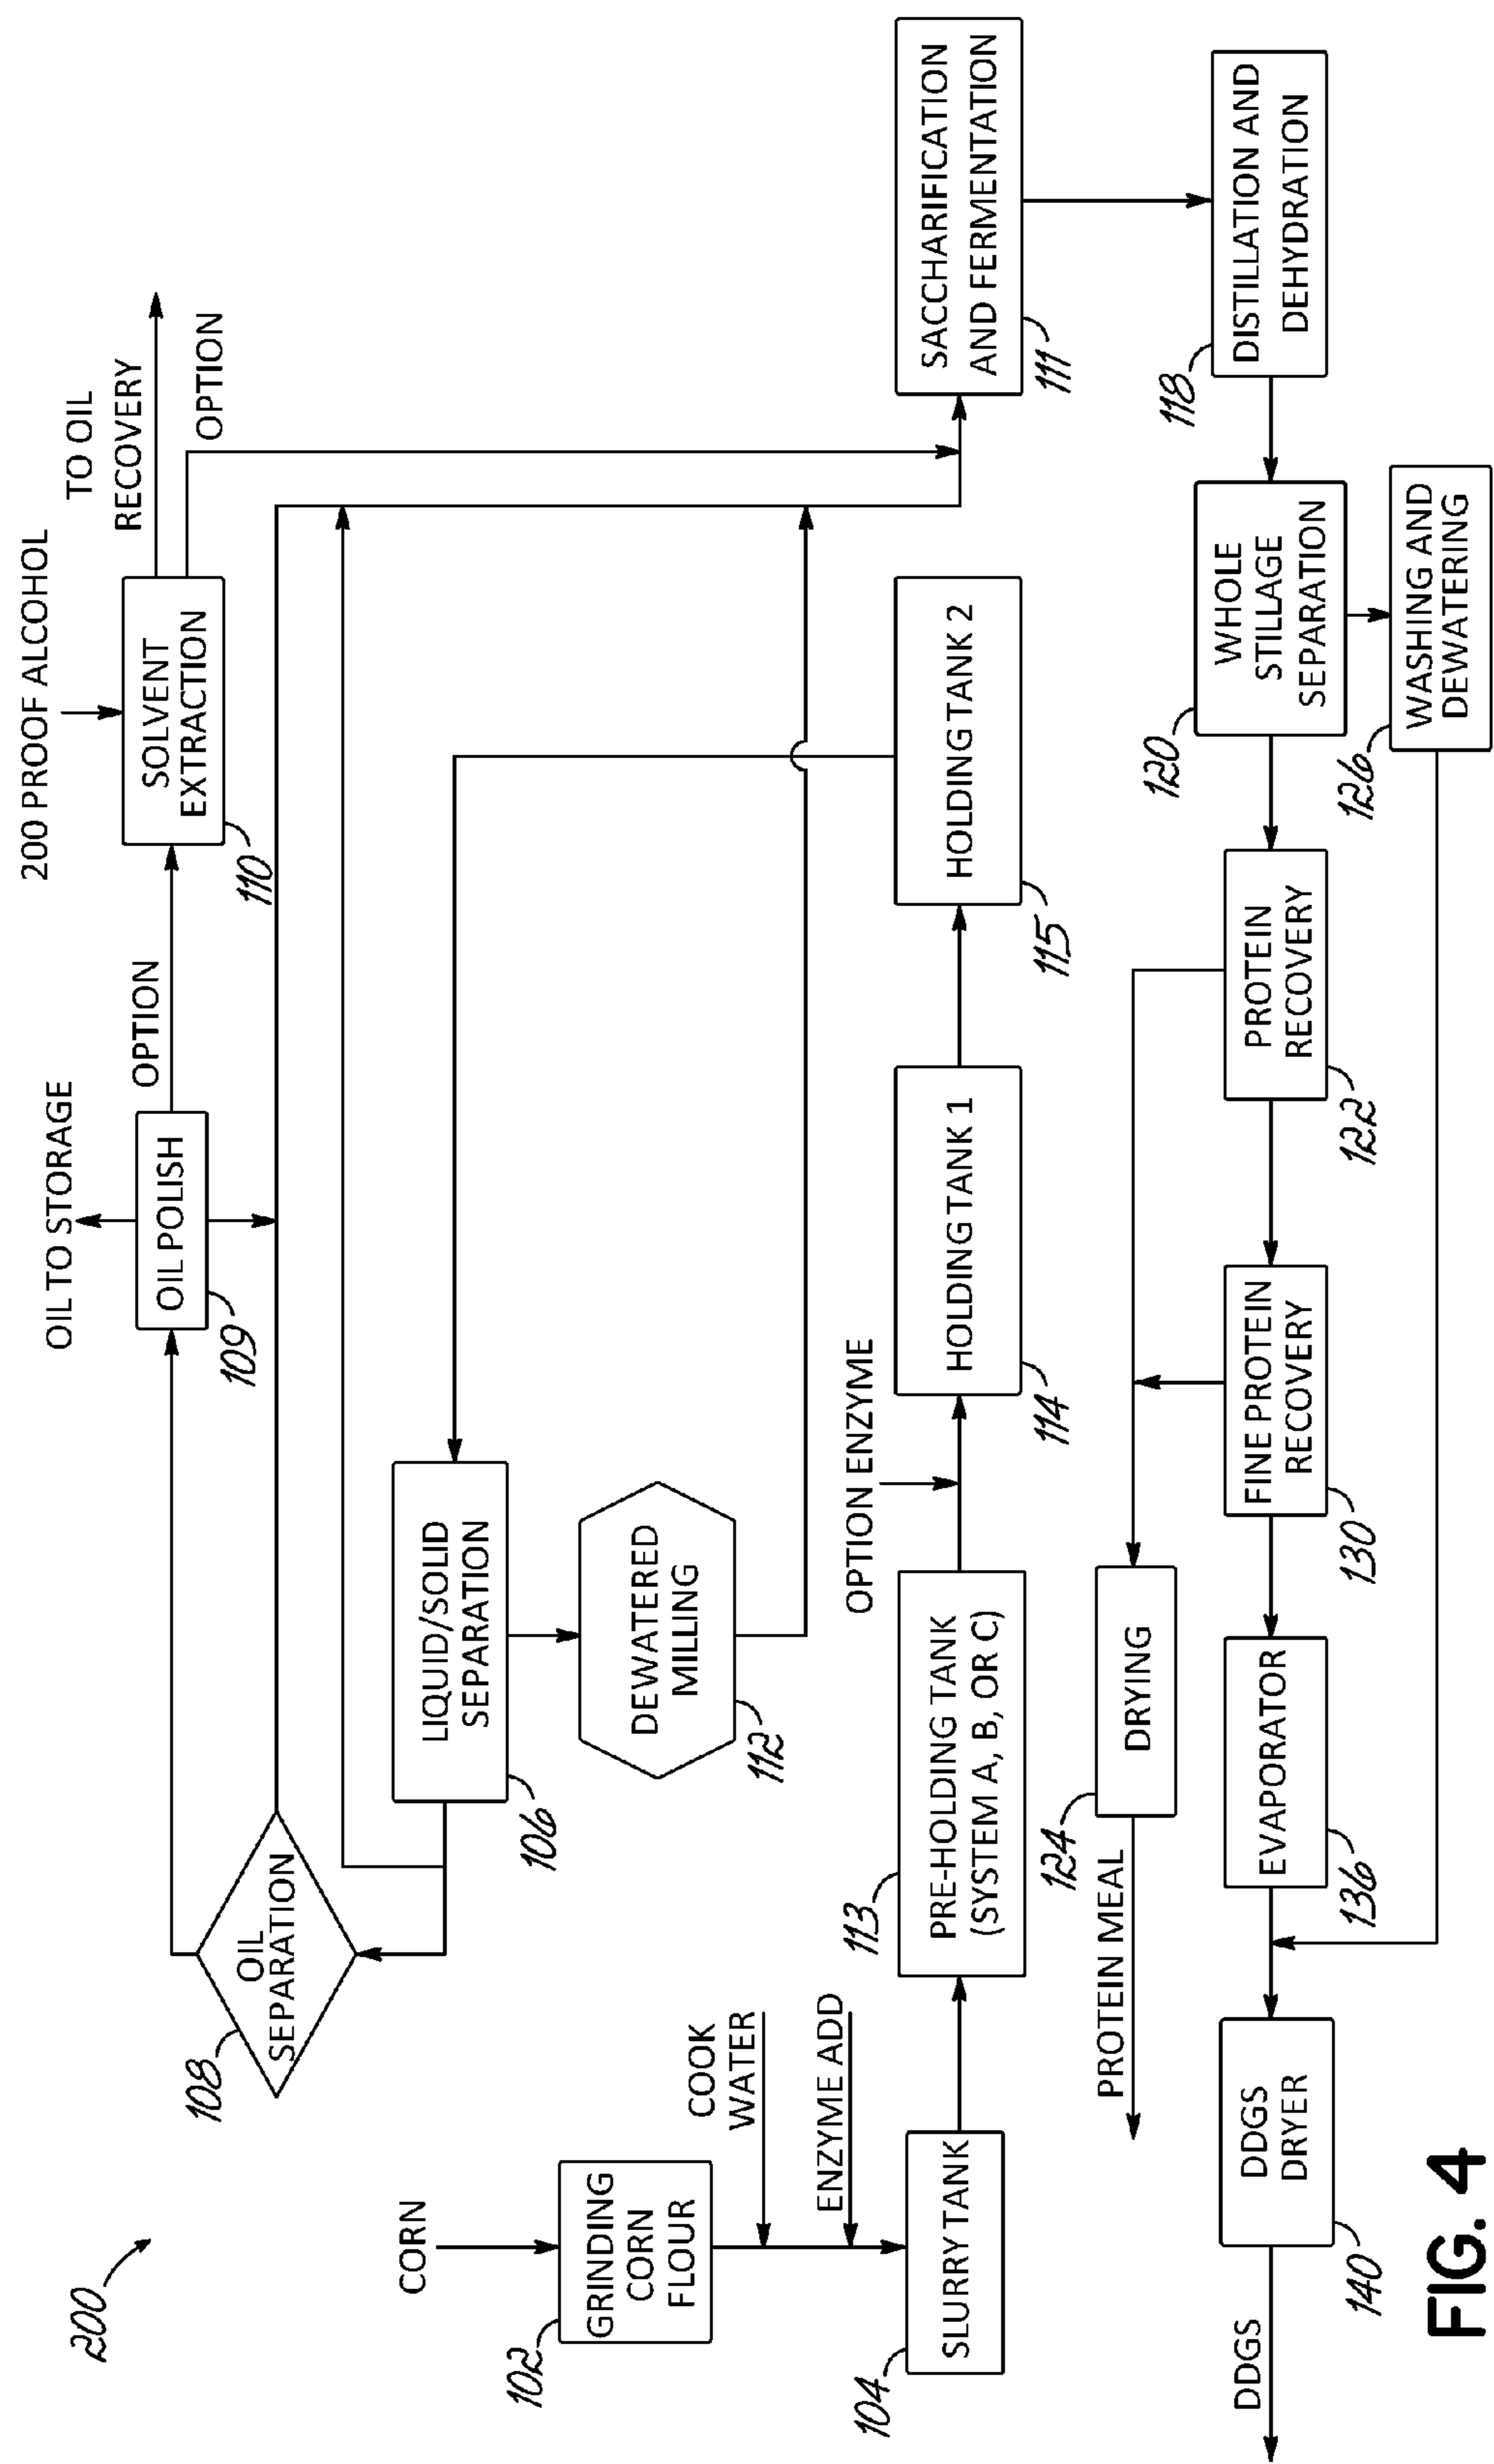 200
CORN
GRINDING
CORN
FLOUR
102
COOK
WATER
ENZYME ADD
SLURRY TANK
104
OIL
SEPARATION
108
OIL TO STORAGE
OIL POLISH
109
OPTION
200 PROOF ALCOHOL
SOLVENT
EXTRACTION
110
TO OIL
RECOVERY
OPTION
LIQUID/SOLID
SEPARATION
106
DEWATERED
MILLING
112
PRE-HOLDING TANK
(SYSTEM A, B, OR C)
113
OPTION ENZYME
HOLDING TANK 1
114
HOLDING TANK 2
115
SACCHARIFICATION
AND FERMENTATION
111
DISTILLATION AND
DEHYDRATION
118
WHOLE
STILLAGE
SEPARATION
120
WASHING AND
DEWATERING
126
PROTEIN
RECOVERY
122
FINE PROTEIN
RECOVERY
130
DRYING
124
PROTEIN MEAL
EVAPORATOR
136
DDGS
DRYER
140
DDGS
FIG. 4